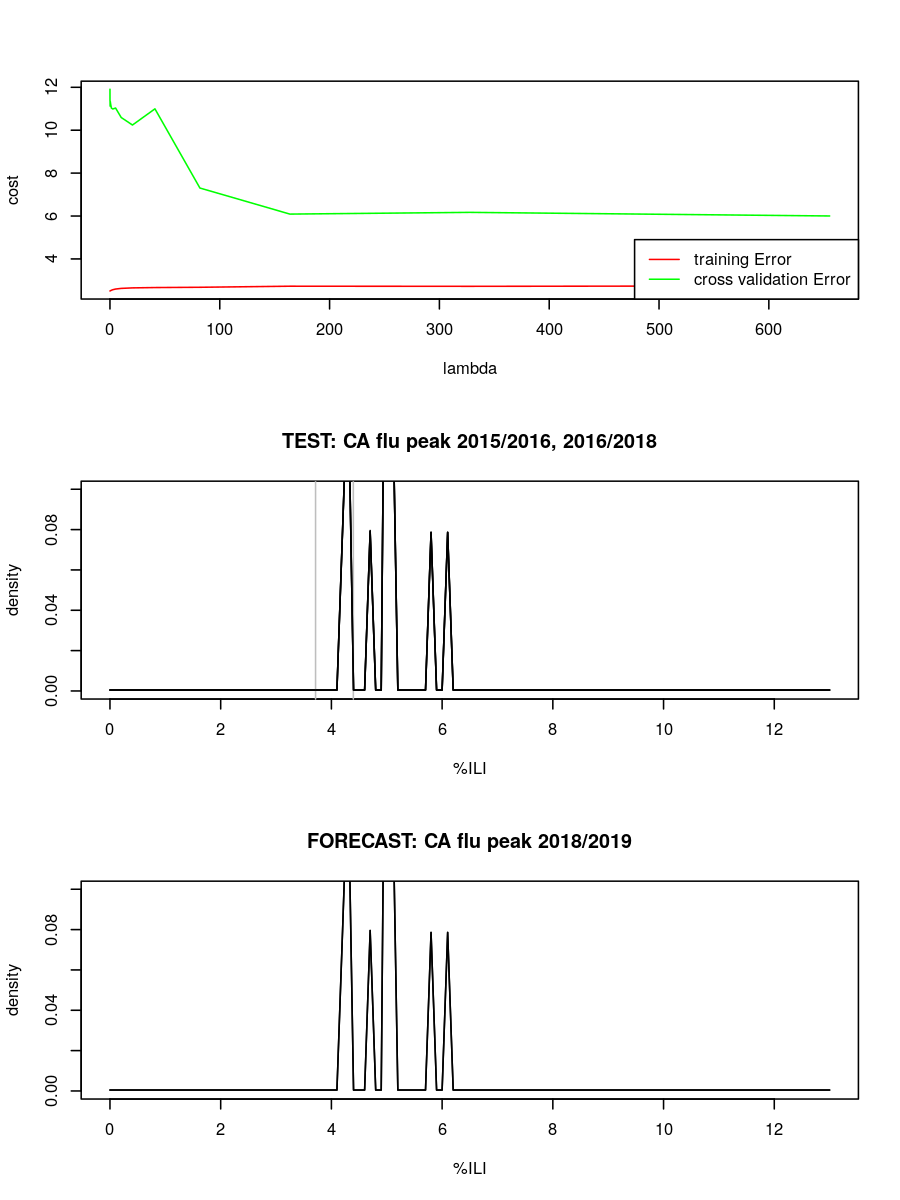 12
10
8
6
4
cost
training Error
cross validation Error
0 100 200 300 400 500 600
lambda
TEST: CA flu peak 2015/2016, 2016/2018
0.08
0.04
0.00
density
0 2 4 6 8 10 12
%ILI
FORECAST: CA flu peak 2018/2019
0.08
0.04
0.00
density
0 2 4 6 8 10 12
%ILI